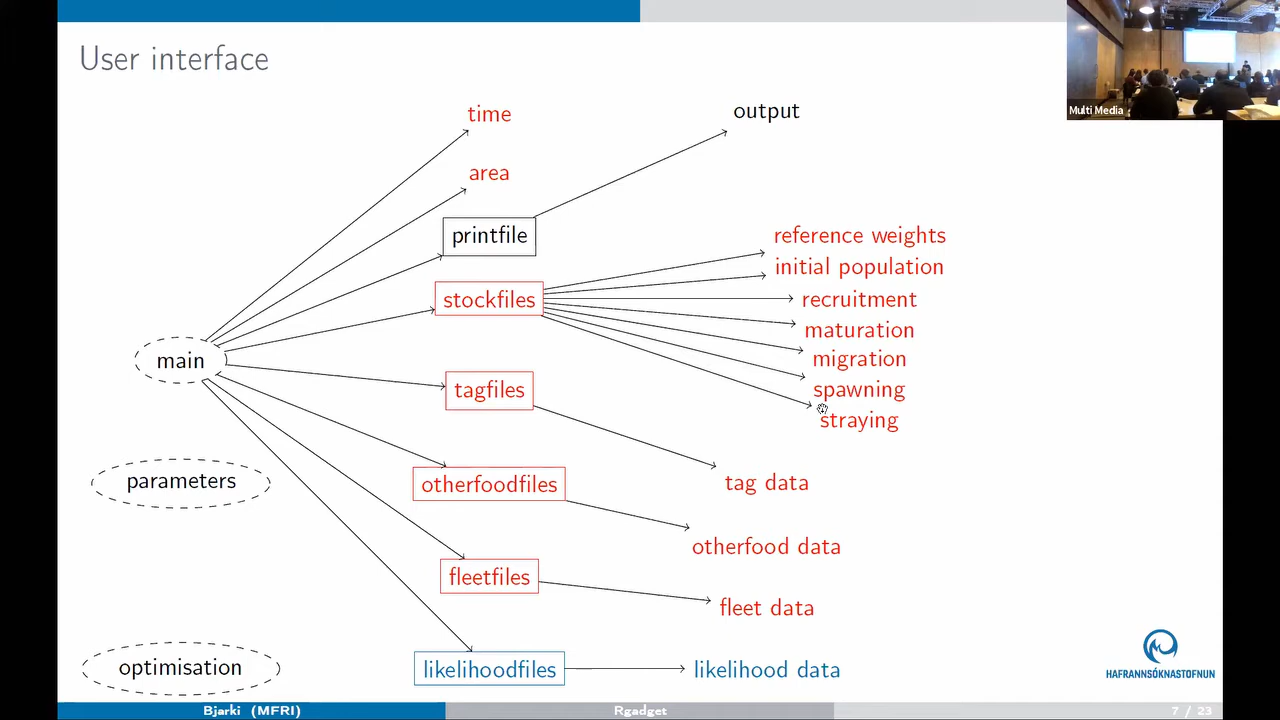 User interface
time
output
area
printfile
reference weights
initial population
stockfiles
recruitment
maturation
main
migration
tagfiles
spawning
straying
parameters
otherfoodfiles
tag data
otherfood data
fleetfiles
fleet data
optimisation
likelihoodfiles
likelihood data
HAFRANNSÓKNASTOFNUN
Bjarki (MFRI)
Rgadget
7 / 23
Multi Media